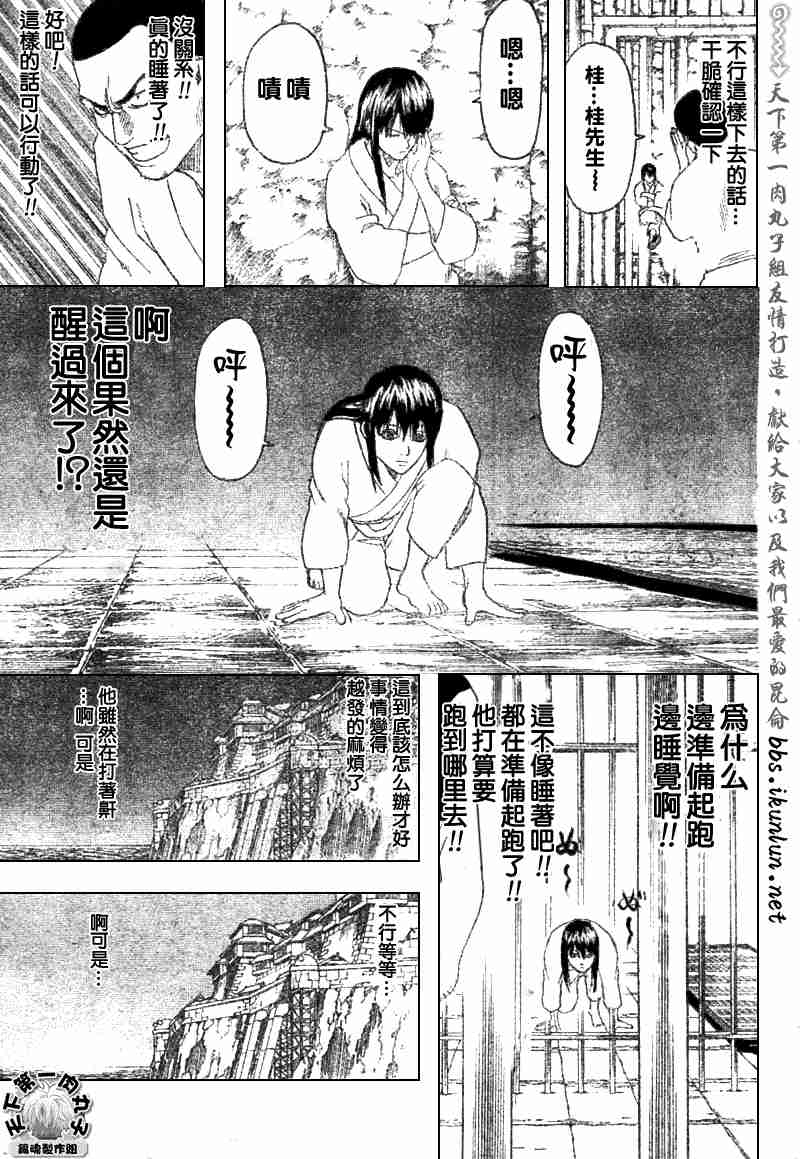 不行這樣下去的話…
干脆確認一下
桂…桂先生～
嗯…嗯
嘖嘖
沒關系!!
真的睡著了!!
好吧!
這樣的話可以行動了!!
呼～
呼～
啊
這個果然還是
醒過來了!?
為什么
邊準備起跑
邊睡覺啊!!
這不像睡著吧!!
都在準備起跑了!!
他打算要
跑到哪里去!!
ぬ～
ぬ～
這到底該怎么辦才好
事情變得
越發的麻煩了
他雖然在打著鼾
…啊 可是
不行等等…
啊可是…
天下第一肉丸子組友情打造，獻給大家以及我們最愛的昆侖 bbs.ikunlun.net
天下第一肉丸子
銀魂製作組